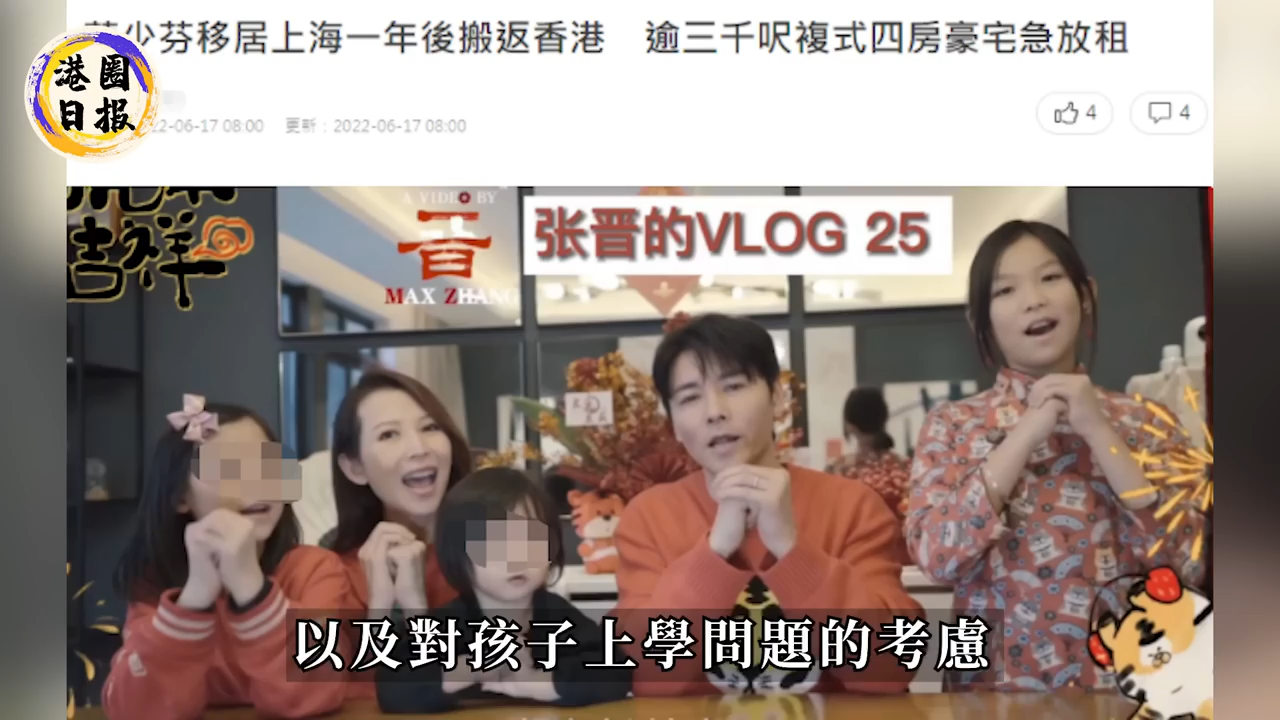 少芬移居上海一年後搬返香港 逾三千呎複式四房豪宅急放租
港圈
日报
22-06-17 08:00 更新：2022-06-17 08:00
4 4
A VIDEO BY
晋
MAX ZHANG
张晋的VLOG 25
吉祥
以及對孩子上學問題的考慮